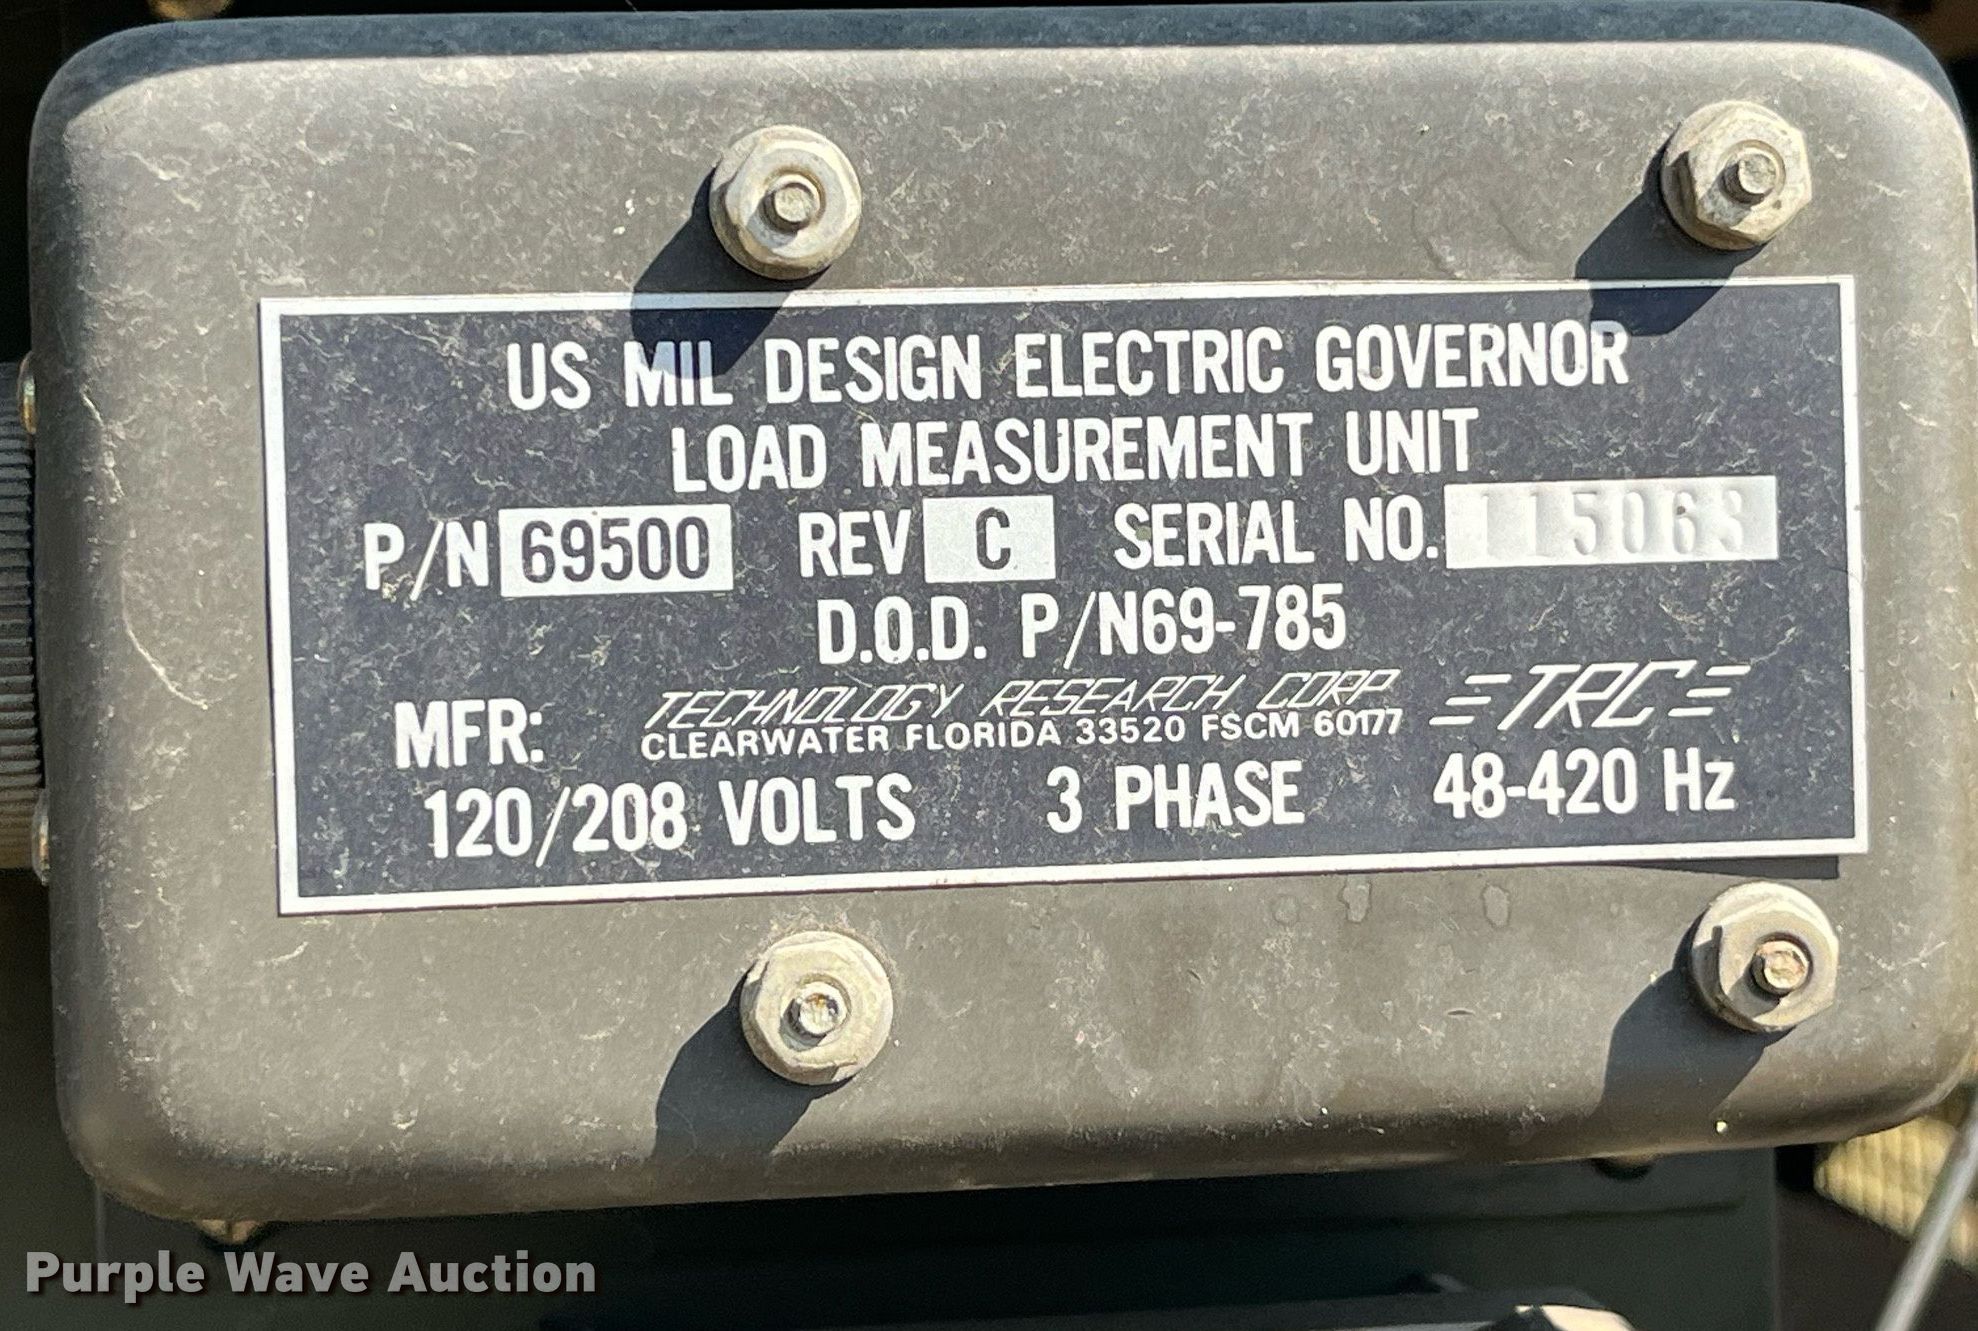 US MIL DESIGN ELECTRIC GOVERNOR
LOAD MEASUREMENT UNIT
P/N 69500 REV C SERIAL NO. 115063
D.O.D. P/N69-785
MFR: TECHNOLOGY RESEARCH CORP. ≡TRC≡
CLEARWATER FLORIDA 33520 FSCM 60177
120/208 VOLTS 3 PHASE 48-420 Hz
Purple Wave Auction